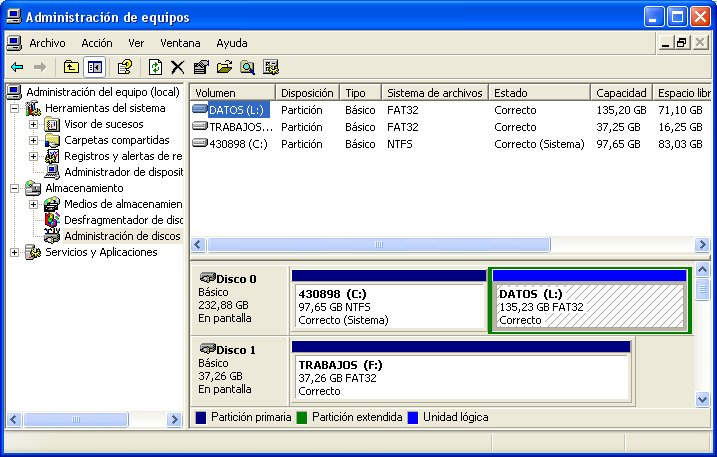 Administración de equipos
Archivo Acción Ver Ventana Ayuda
Administración del equipo (local)
Herramientas del sistema
Visor de sucesos
Carpetas compartidas
Registros y alertas de re
Administrador de disposit
Almacenamiento
Medios de almacenamien
Desfragmentador de disc
Administración de discos
Servicios y Aplicaciones
Volumen Disposición Tipo Sistema de archivos Estado Capacidad Espacio libr
DATOS (L:) Partición Básico FAT32 Correcto 135,20 GB 71,10 GB
TRABAJOS... Partición Básico FAT32 Correcto 37,25 GB 16,25 GB
430898 (C:) Partición Básico NTFS Correcto (Sistema) 97,65 GB 83,03 GB
Disco 0
Básico
232,88 GB
En pantalla
430898 (C:)
97,65 GB NTFS
Correcto (Sistema)
DATOS (L:)
135,23 GB FAT32
Correcto
Disco 1
Básico
37,26 GB
En pantalla
TRABAJOS (F:)
37,26 GB FAT32
Correcto
Partición primaria Partición extendida Unidad lógica